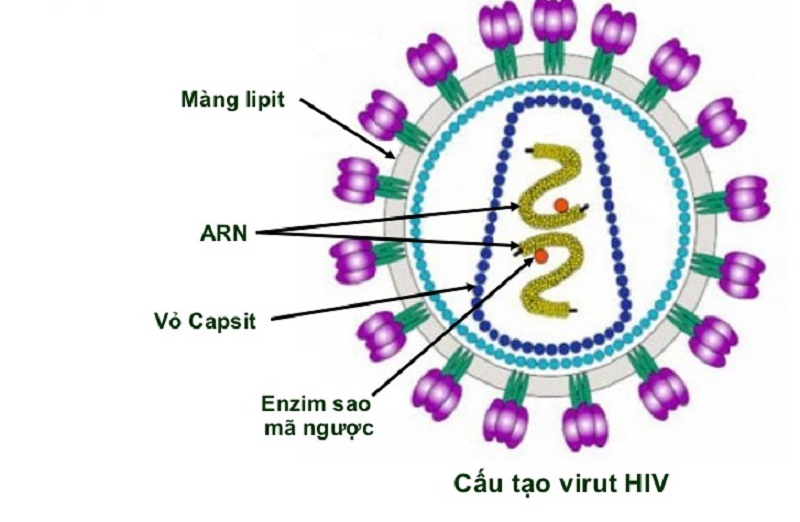 Màng lipit
ARN
Vỏ Capsit
Enzim sao
mã ngược
Cấu tạo virut HIV